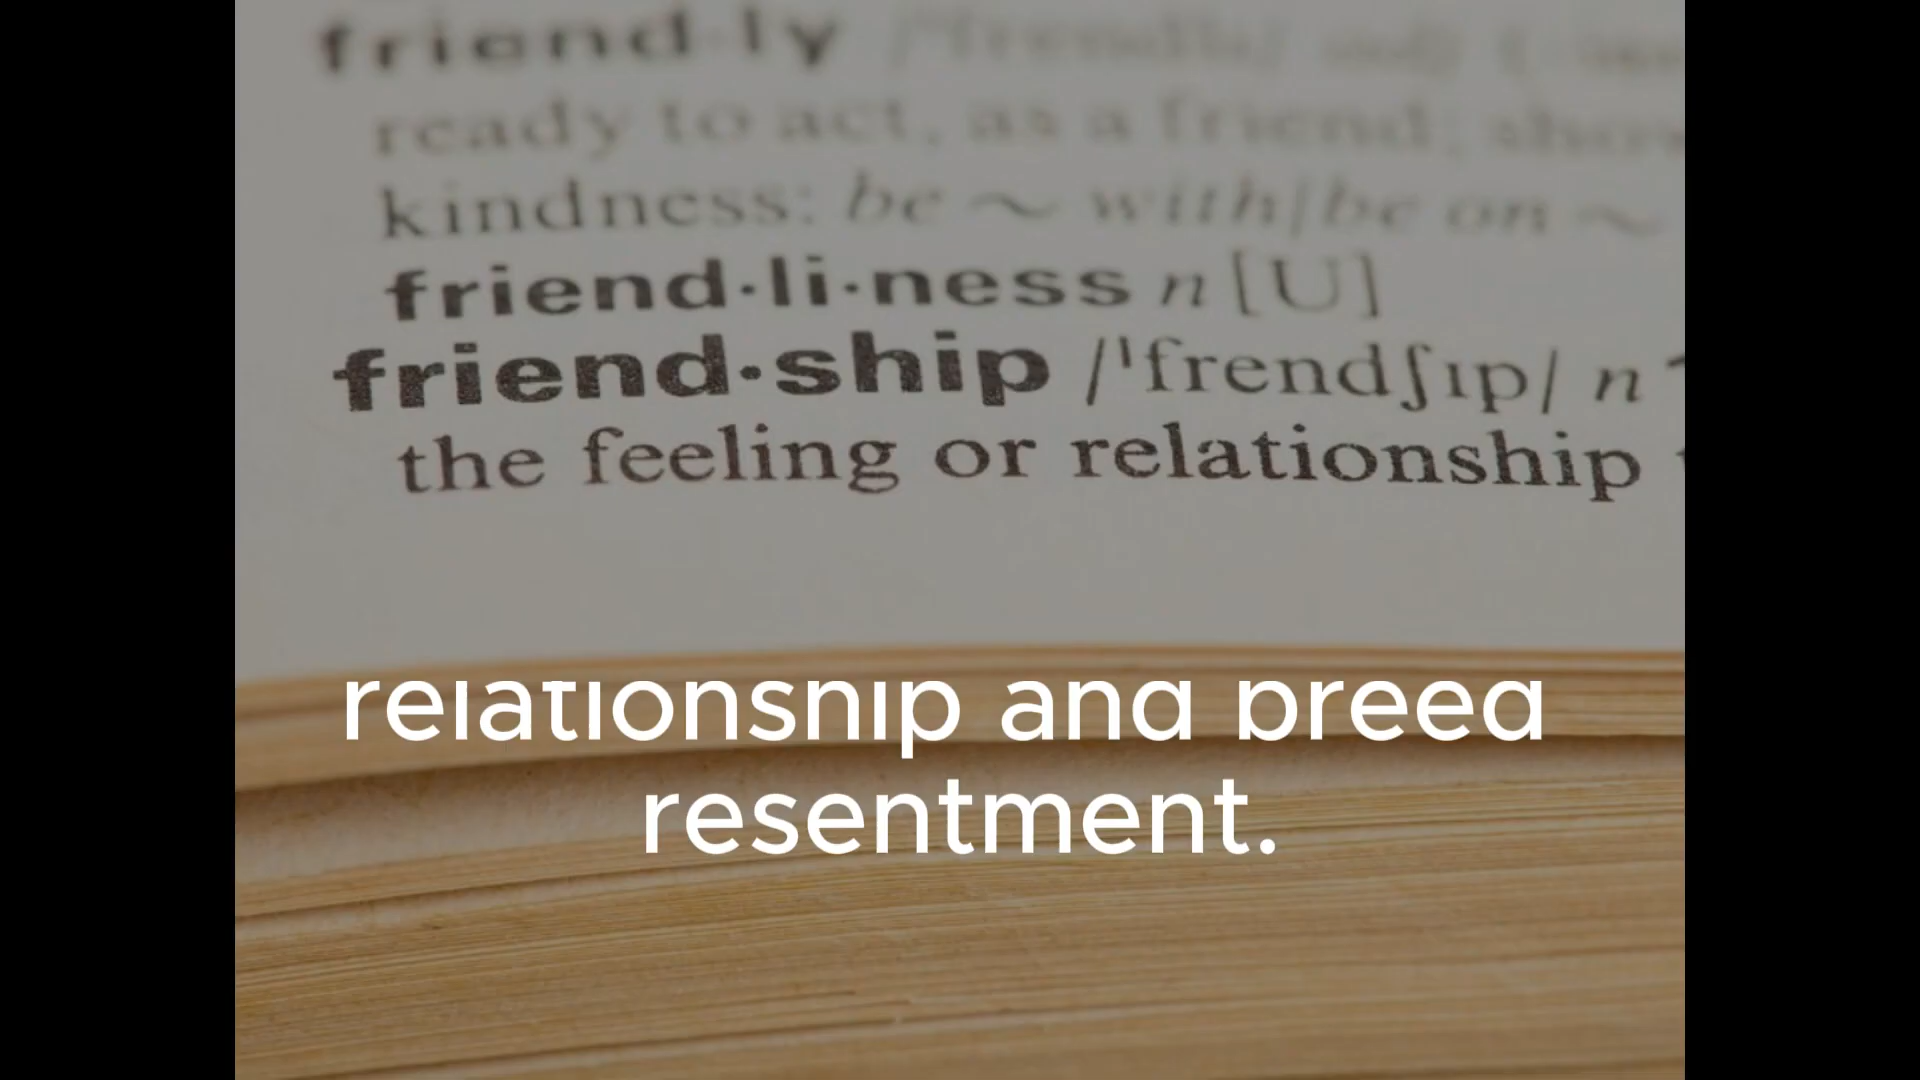 friend·ly
ready to act, as a friend; show
kindness: be ~ with/be on ~
friend·li·ness n [U]
friend·ship /ˈfrendʃɪp/ n
the feeling or relationship
relationship and breed
resentment.